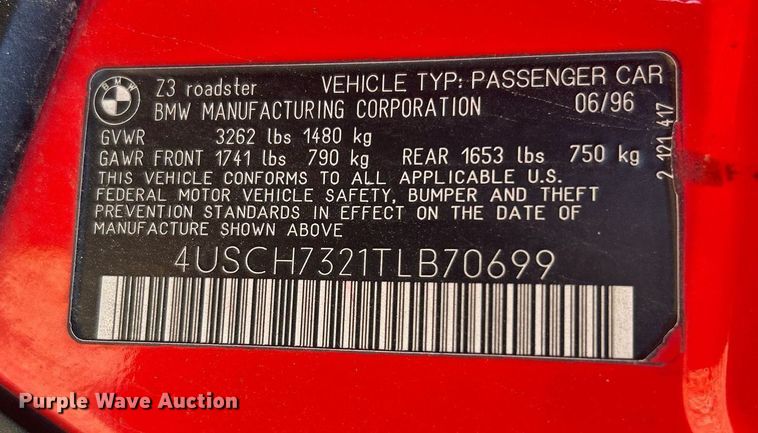 BMW
Z3 roadster VEHICLE TYP: PASSENGER CAR
BMW MANUFACTURING CORPORATION 06/96
GVWR 3262 lbs 1480 kg
GAWR FRONT 1741 lbs 790 kg REAR 1653 lbs 750 kg
THIS VEHICLE CONFORMS TO ALL APPLICABLE U.S.
FEDERAL MOTOR VEHICLE SAFETY, BUMPER AND THEFT
PREVENTION STANDARDS IN EFFECT ON THE DATE OF
MANUFACTURE SHOWN ABOVE
2 121 417
4USCH7321TLB70699
Purple Wave Auction